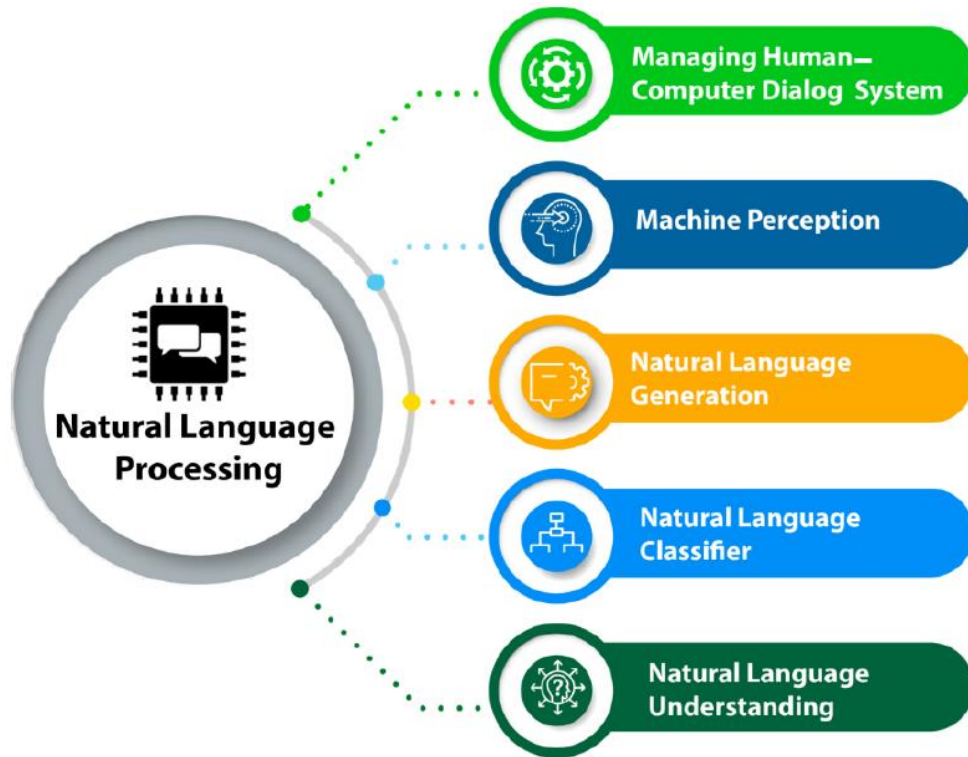 Natural Language
Processing
Managing Human–
Computer Dialog System
Machine Perception
Natural Language
Generation
Natural Language
Classifier
Natural Language
Understanding